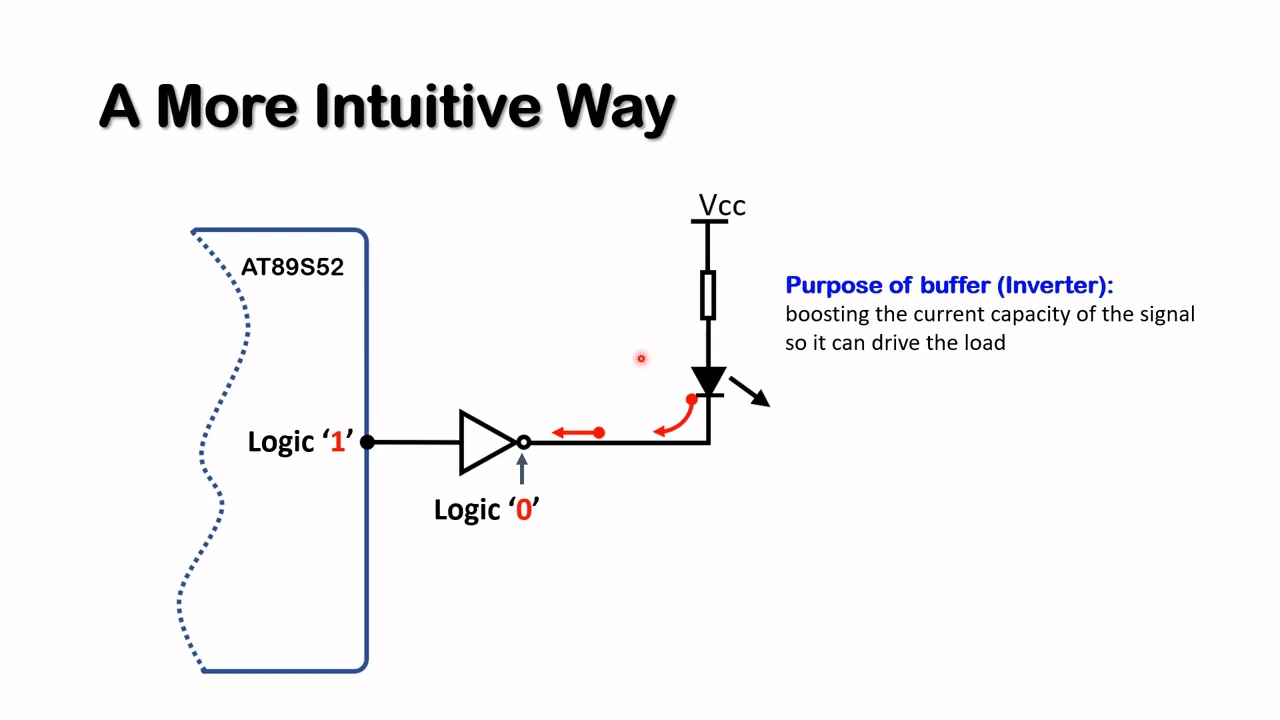 A More Intuitive Way
Vcc
AT89S52
Purpose of buffer (Inverter):
boosting the current capacity of the signal
so it can drive the load
Logic ‘1’
Logic ‘0’